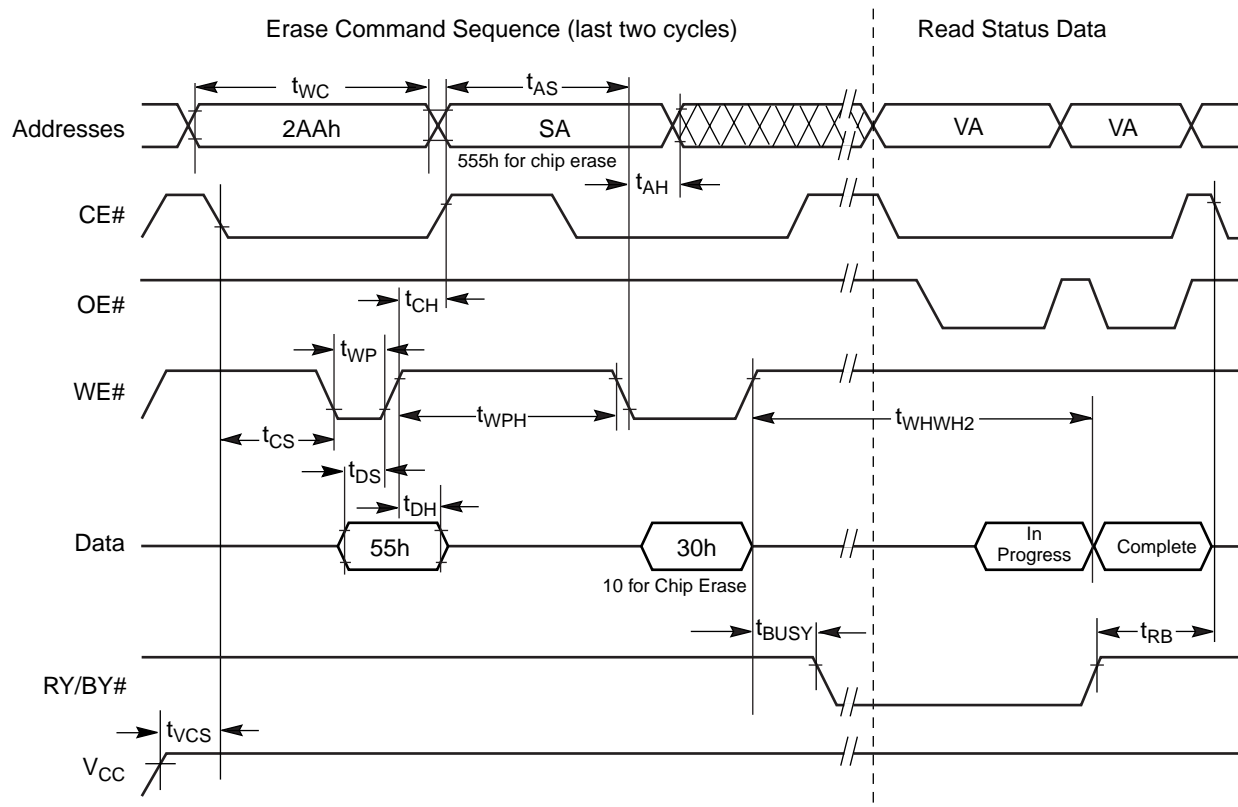 Erase Command Sequence (last two cycles)
Read Status Data
tWC
tAS
Addresses
2AAh
SA
VA
VA
555h for chip erase
tAH
CE#
OE#
tCH
tWP
WE#
tWPH
tWHWH2
tCS
tDS
tDH
Data
55h
30h
In
Progress
Complete
10 for Chip Erase
tBUSY
tRB
RY/BY#
tVCS
VCC